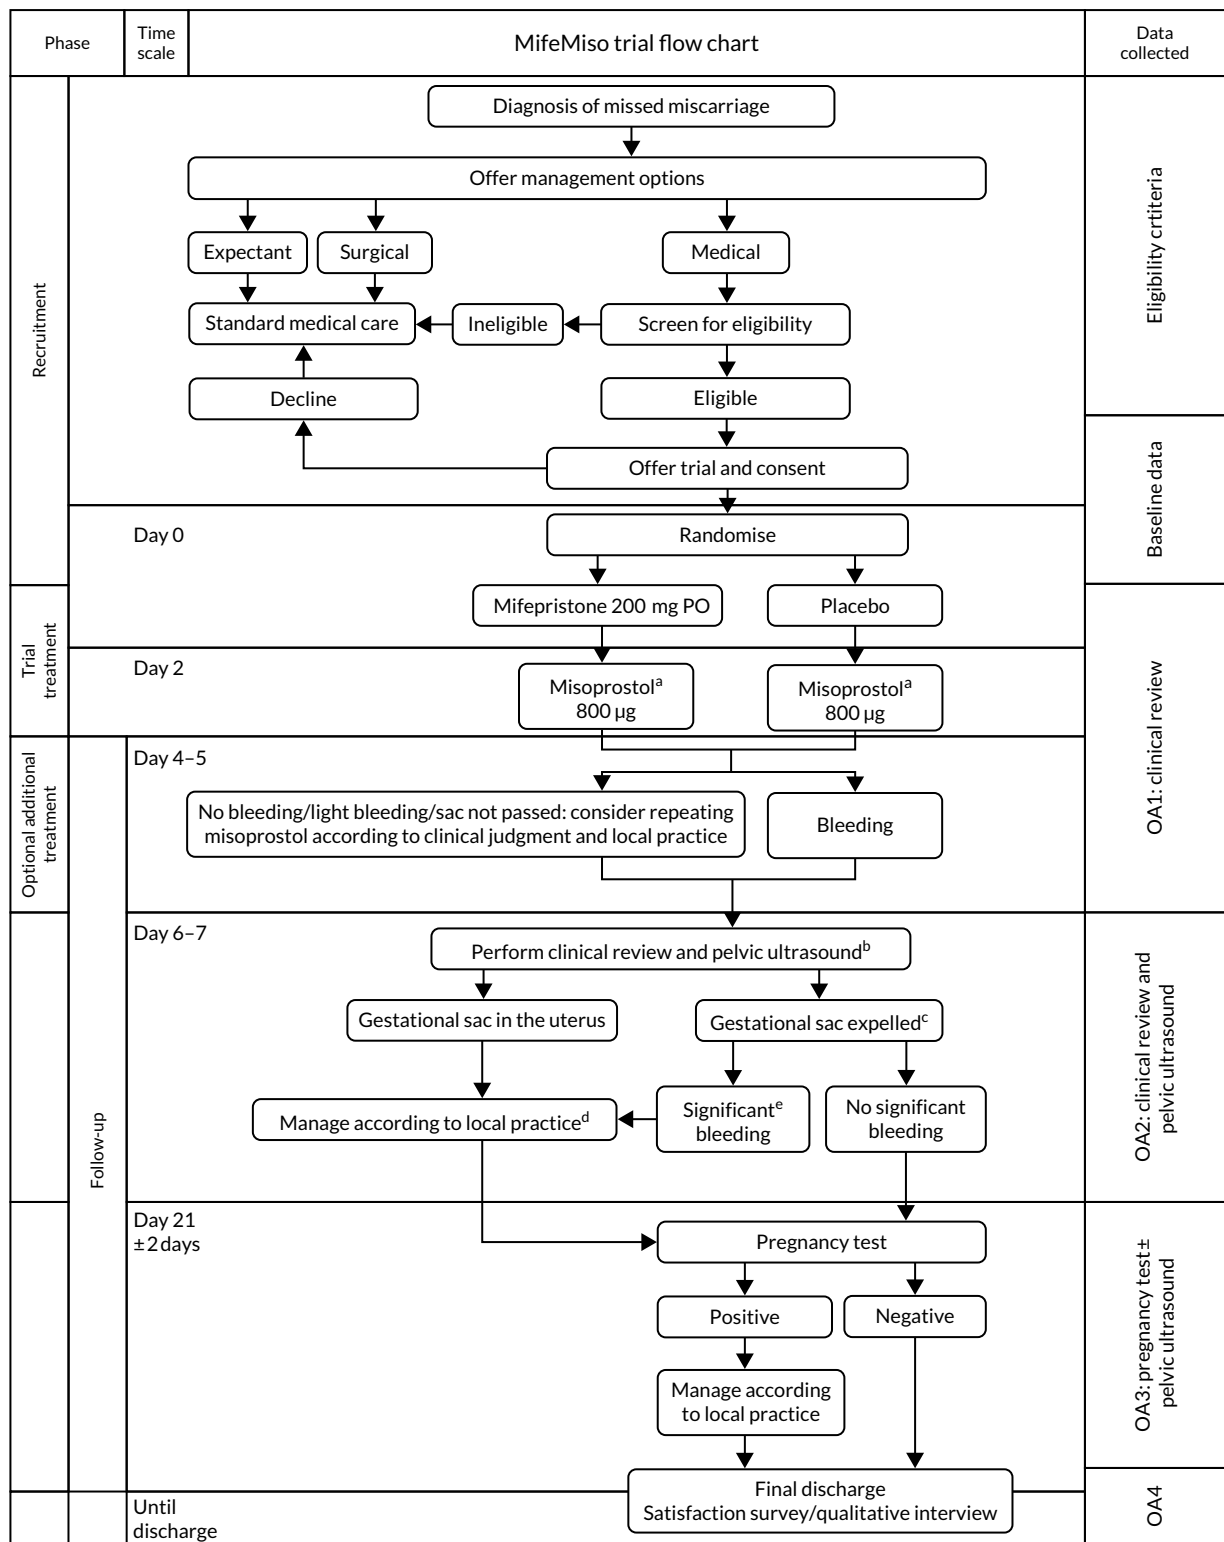 Phase
Time
scale
MifeMiso trial flow chart
Data
collected
Recruitment
Diagnosis of missed miscarriage
Offer management options
Expectant
Surgical
Medical
Standard medical care
Ineligible
Screen for eligibility
Decline
Eligible
Offer trial and consent
Eligibility crtiteria
Baseline data
Day 0
Randomise
Mifepristone 200 mg PO
Placebo
Trial
treatment
Day 2
Misoprostolᵃ
800 µg
Misoprostolᵃ
800 µg
OA1: clinical review
Optional additional
treatment
Follow-up
Day 4–5
No bleeding/light bleeding/sac not passed: consider repeating
misoprostol according to clinical judgment and local practice
Bleeding
Day 6–7
Perform clinical review and pelvic ultrasoundᵇ
Gestational sac in the uterus
Gestational sac expelledᶜ
Manage according to local practiceᵈ
Significantᵉ
bleeding
No significant
bleeding
OA2: clinical review and
pelvic ultrasound
Day 21
±2 days
Pregnancy test
Positive
Negative
Manage according
to local practice
OA3: pregnancy test±
pelvic ultrasound
Until
discharge
Final discharge
Satisfaction survey/qualitative interview
OA4